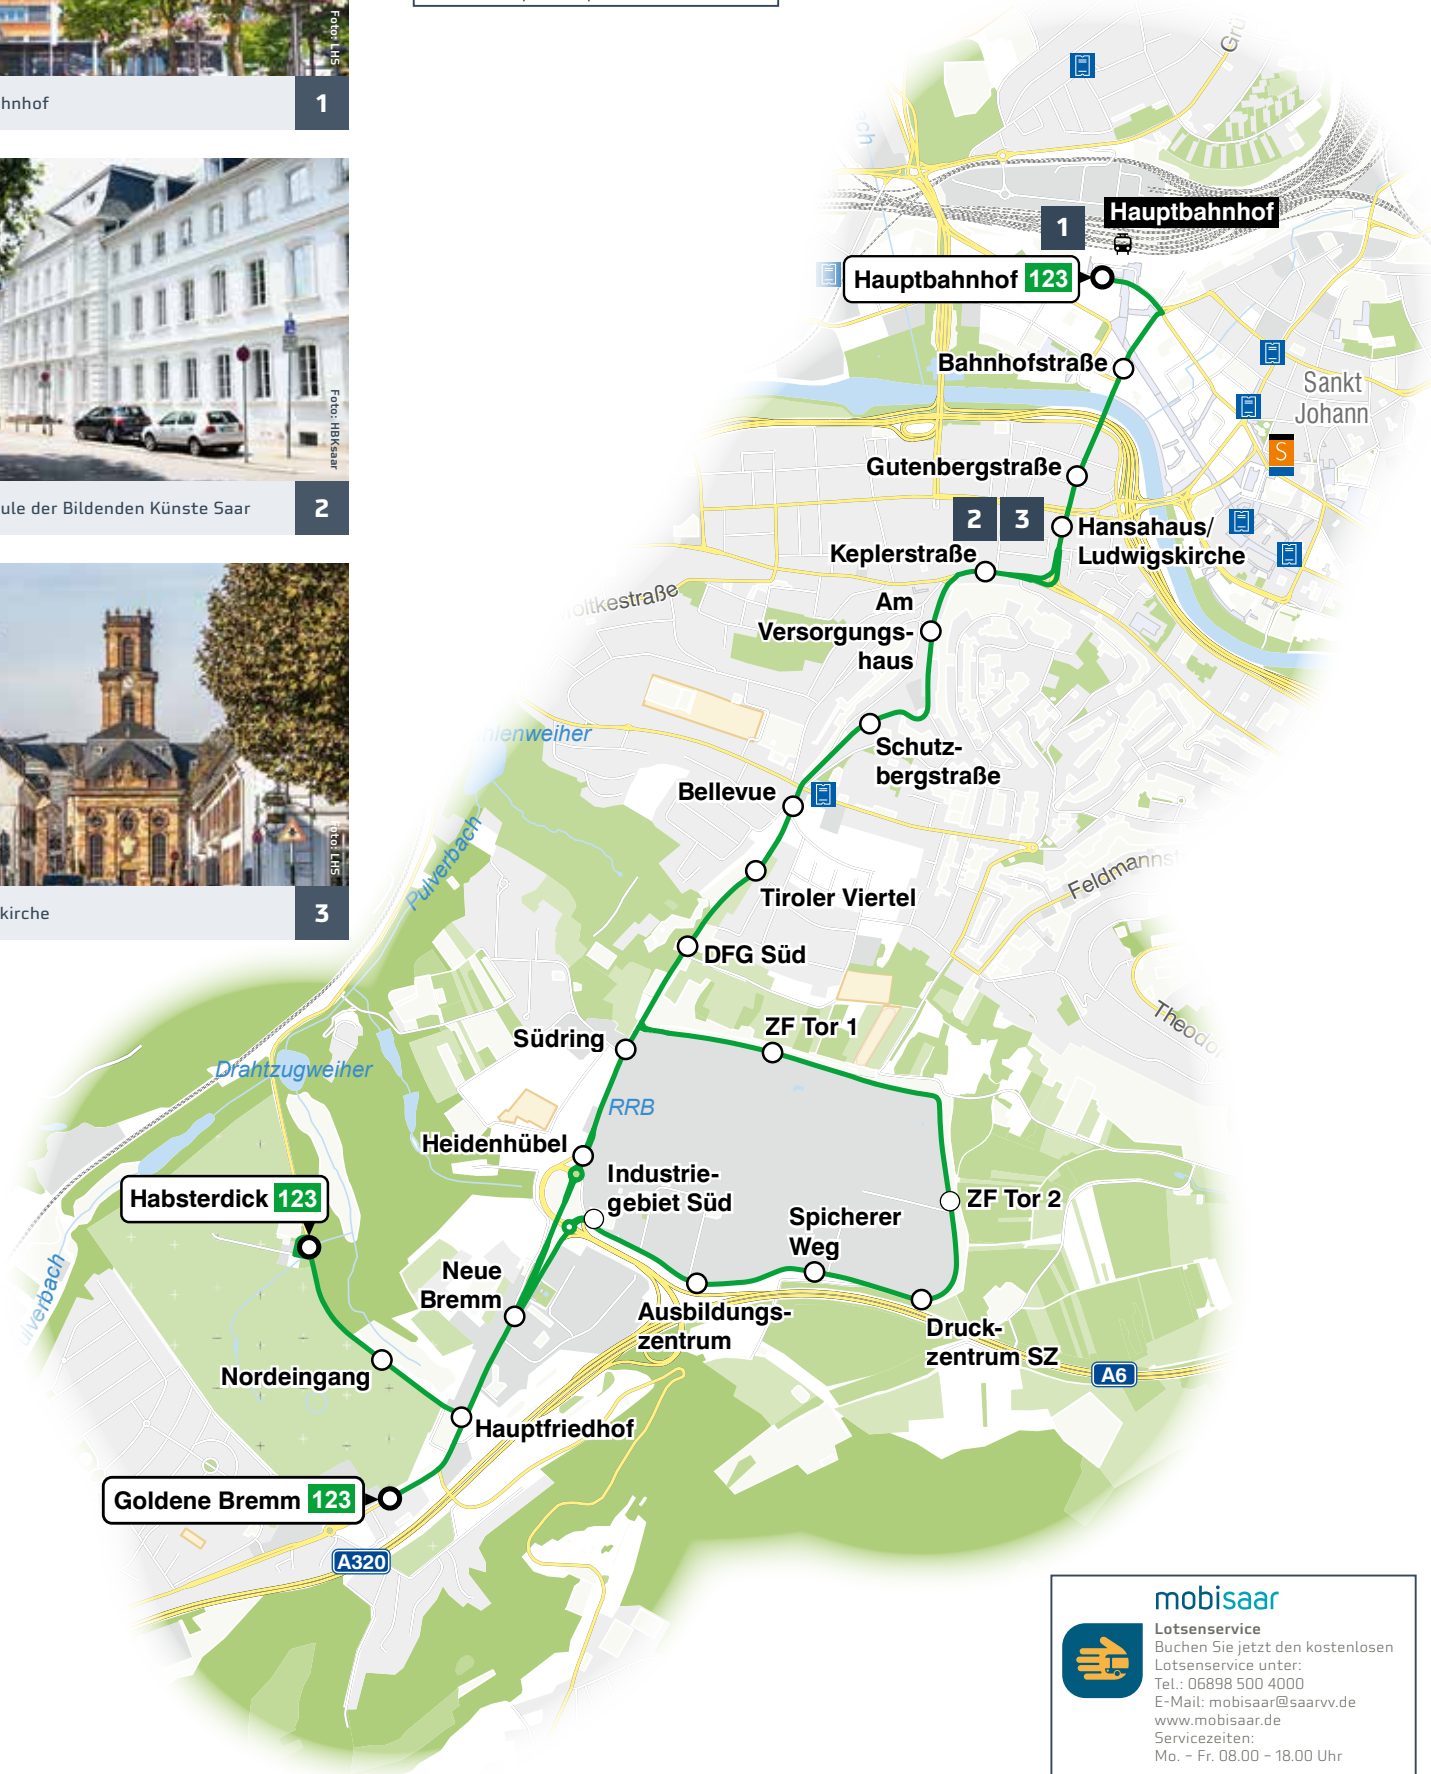 Foto: LHS
hnhof
1
Foto: HBKsaar
ule der Bildenden Künste Saar
2
Foto: LHS
kirche
3
Grü
ch
Hauptbahnhof
1
Hauptbahnhof 123
Bahnhofstraße
Sankt
Johann
S
Gutenbergstraße
2 3
Hansahaus/
Ludwigskirche
Keplerstraße
oltkestraße
Am
Versorgungs-
haus
hlenweiher
Schutz-
bergstraße
Bellevue
Pulverbach
Feldmannst
Tiroler Viertel
DFG Süd
Theodo
ZF Tor 1
Südring
Drahtzugweiher
RRB
Heidenhübel
Industrie-
gebiet Süd
Habsterdick 123
ZF Tor 2
Spicherer
Weg
ulverbach
Neue
Bremm
Ausbildungs-
zentrum
Druck-
zentrum SZ
A6
Nordeingang
Hauptfriedhof
Goldene Bremm 123
A320
mobisaar
Lotsenservice
Buchen Sie jetzt den kostenlosen
Lotsenservice unter:
Tel.: 06898 500 4000
E-Mail: mobisaar@saarvv.de
www.mobisaar.de
Servicezeiten:
Mo. – Fr. 08.00 – 18.00 Uhr